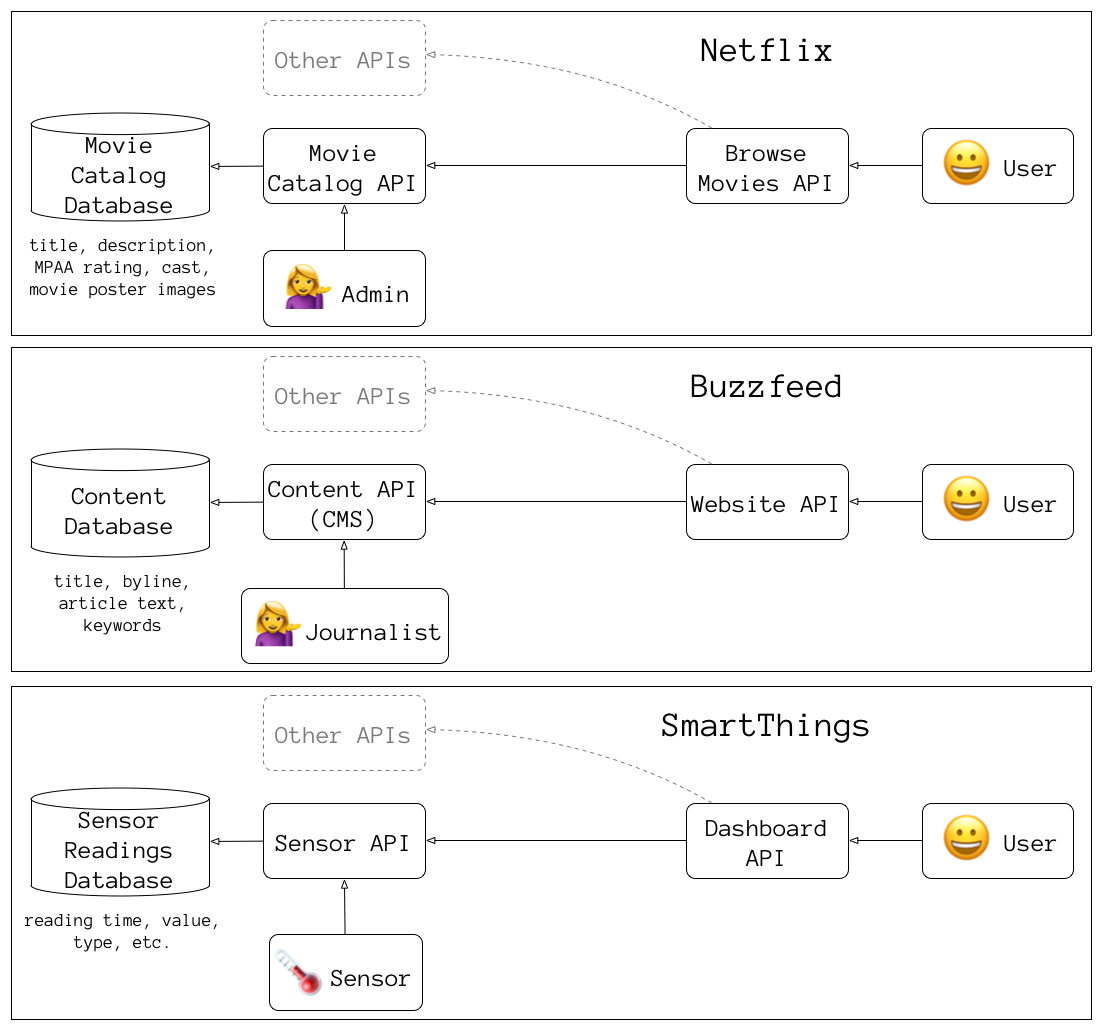 Netflix
Other APIs
Movie
Catalog
Database
Movie
Catalog API
Browse
Movies API
User
title, description,
MPAA rating, cast,
movie poster images
Admin
Buzzfeed
Other APIs
Content
Database
Content API
(CMS)
Website API
User
title, byline,
article text,
keywords
Journalist
SmartThings
Other APIs
Sensor
Readings
Database
Sensor API
Dashboard
API
User
reading time, value,
type, etc.
Sensor